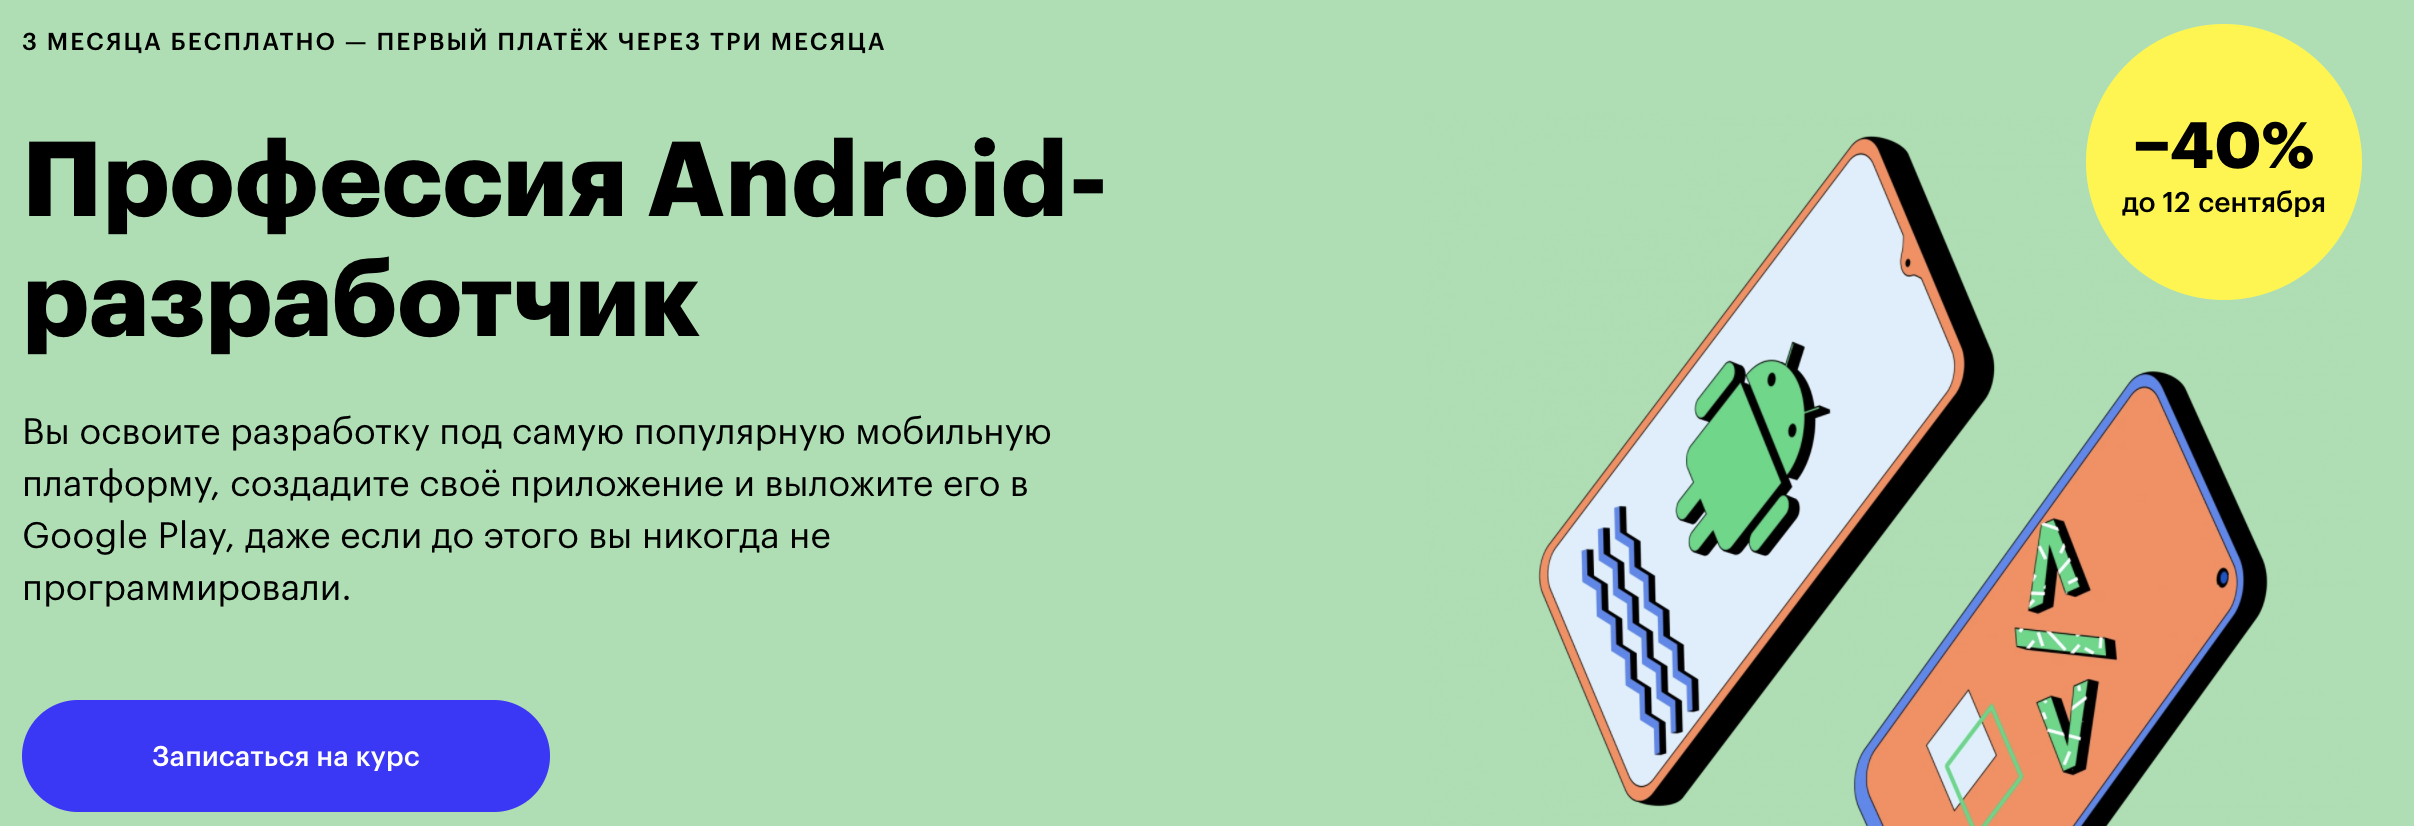 3 МЕСЯЦА БЕСПЛАТНО — ПЕРВЫЙ ПЛАТЁЖ ЧЕРЕЗ ТРИ МЕСЯЦА
Профессия Android-
разработчик
Вы освоите разработку под самую популярную мобильную
платформу, создадите своё приложение и выложите его в
Google Play, даже если до этого вы никогда не
программировали.
Записаться на курс
–40%
до 12 сентября